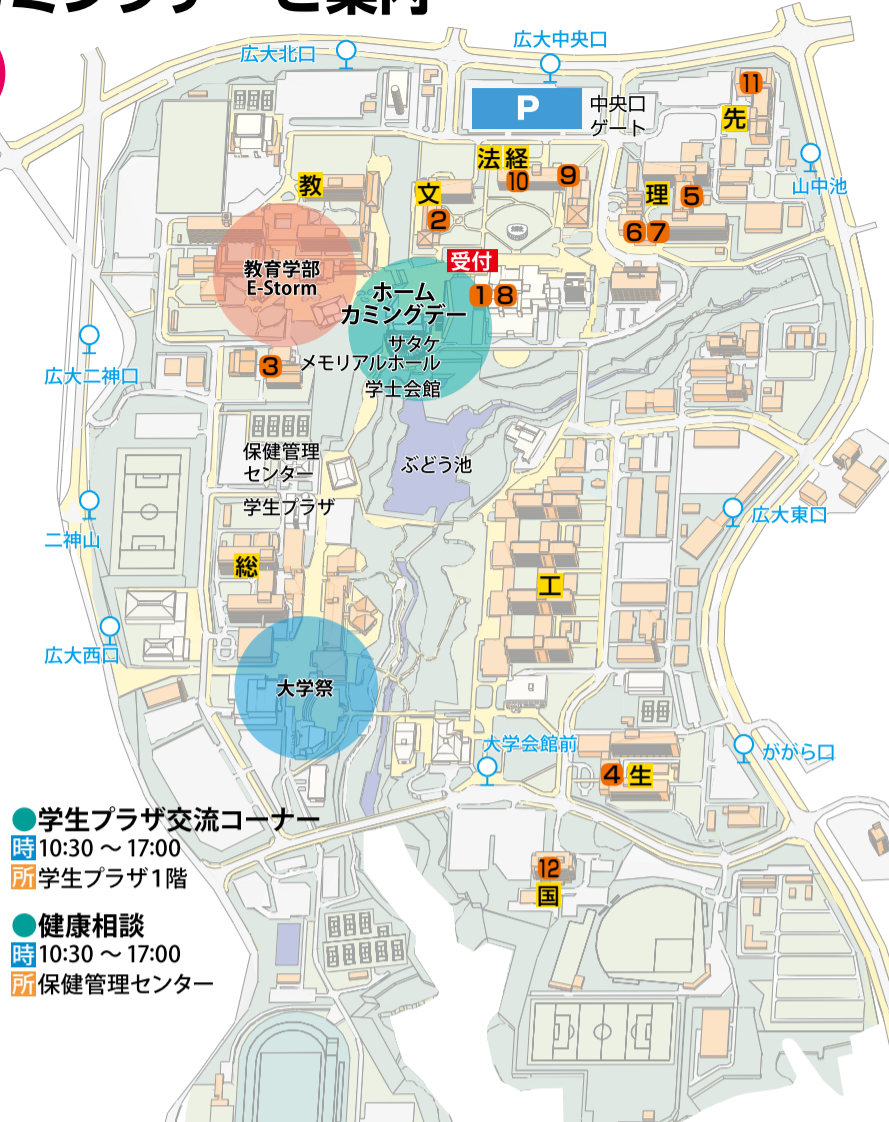 カミングデーご案内
広大中央口
広大北口
P
中央口
ゲート
11
先
山中池
法 経
10
9
教
文
2
理
5
6 7
受付
教育学部
E-Storm
ホーム
カミングデー
1 8
サタケ
メモリアルホール
学士会館
広大二神口
3
保健管理
センター
ぶどう池
学生プラザ
二神山
広大東口
総
工
広大西口
大学祭
大学会館前
ががら口
4 生
12
国
●学生プラザ交流コーナー
時 10:30 ～ 17:00
所 学生プラザ1階
●健康相談
時 10:30 ～ 17:00
所 保健管理センター